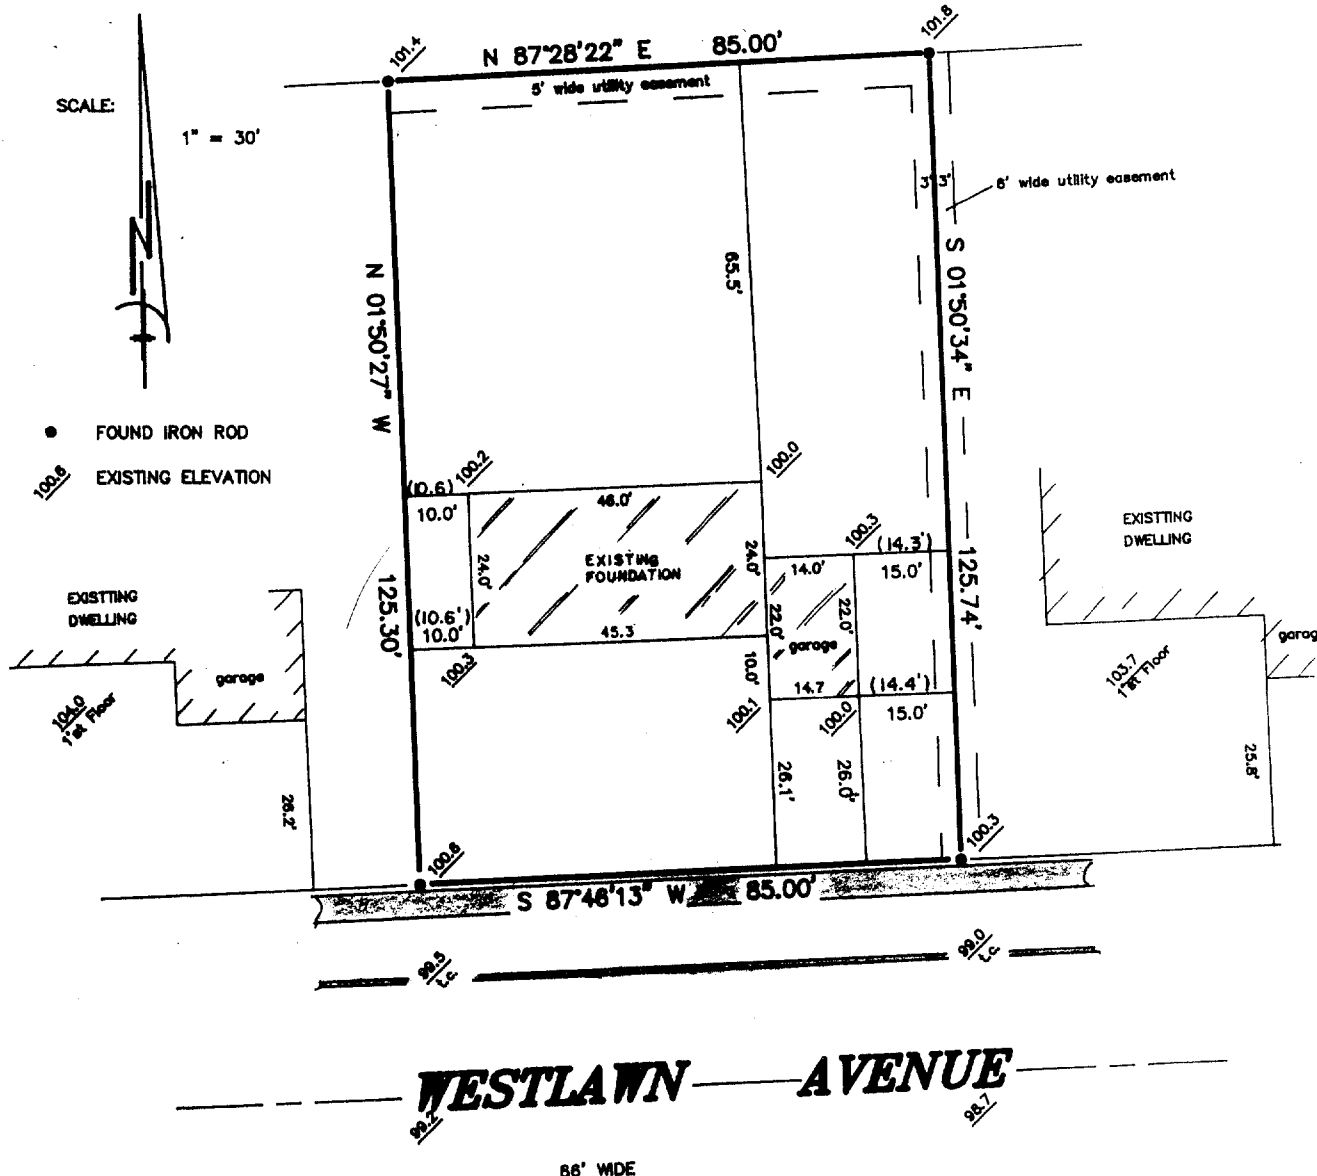 101.4
101.8
N 87°28'22" E 85.00'
5' wide utility easement
SCALE:
1" = 30'
3' 3'
6' wide utility easement
N
N 01°50'27" W
125.30'
65.5'
S 01°50'34" E
125.74'
FOUND IRON ROD
100.6 EXISTING ELEVATION
(10.6) 100.2
10.0'
46.0'
100.0
24.0'
EXISTING
FOUNDATION
24.0'
(10.6')
10.0'
45.3
100.3
100.3
(14.3')
14.0'
15.0'
22.0'
22.0'
garage
10.0'
14.7
(14.4')
15.0'
100.1
100.0
26.1'
26.0'
EXISTTING
DWELLING
garage
104.0
1'st Floor
26.2'
EXISTTING
DWELLING
garag
103.7
1'st Floor
25.8'
100.6
100.3
S 87°46'13" W 85.00'
99.5
t.c.
99.0
t.c.
WESTLAWN AVENUE
99.2
98.7
66' WIDE